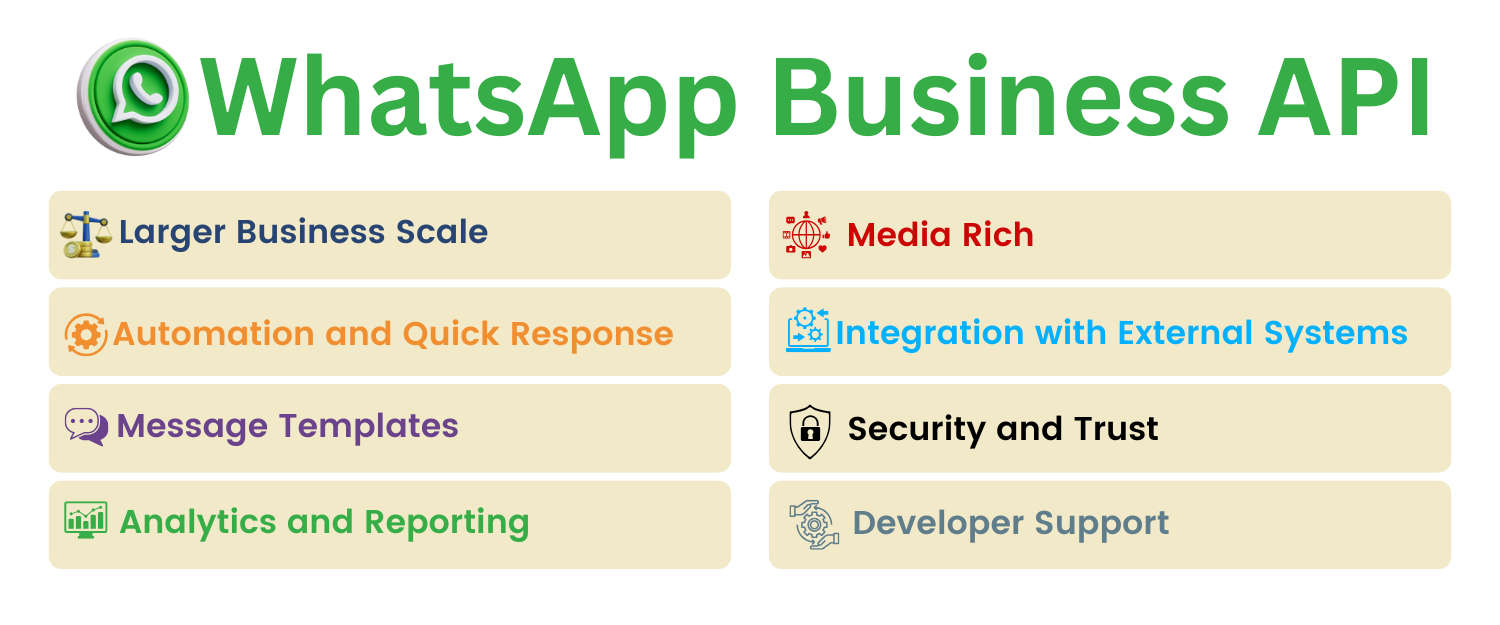 WhatsApp Business API
Larger Business Scale
Automation and Quick Response
Message Templates
Analytics and Reporting
Media Rich
Integration with External Systems
Security and Trust
Developer Support